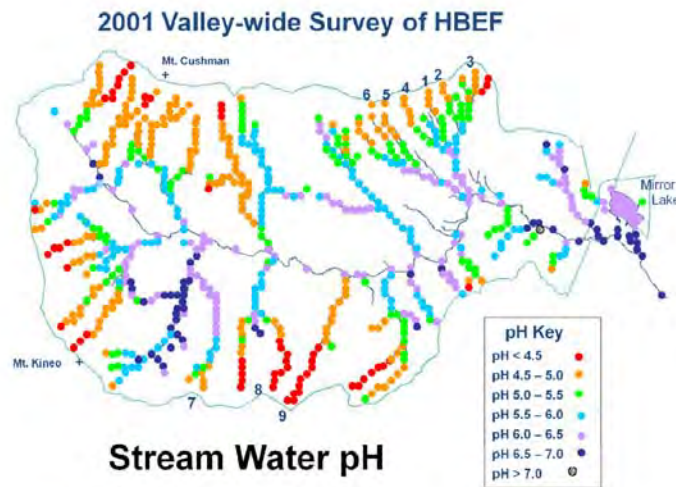 2001 Valley-wide Survey of HBEF
Mt. Cushman
+
3
6 5 4 1 2
Mirror
Lake
Mt. Kineo +
7
8
9
Stream Water pH
pH Key
pH < 4.5
pH 4.5 – 5.0
pH 5.0 – 5.5
pH 5.5 – 6.0
pH 6.0 – 6.5
pH 6.5 – 7.0
pH > 7.0